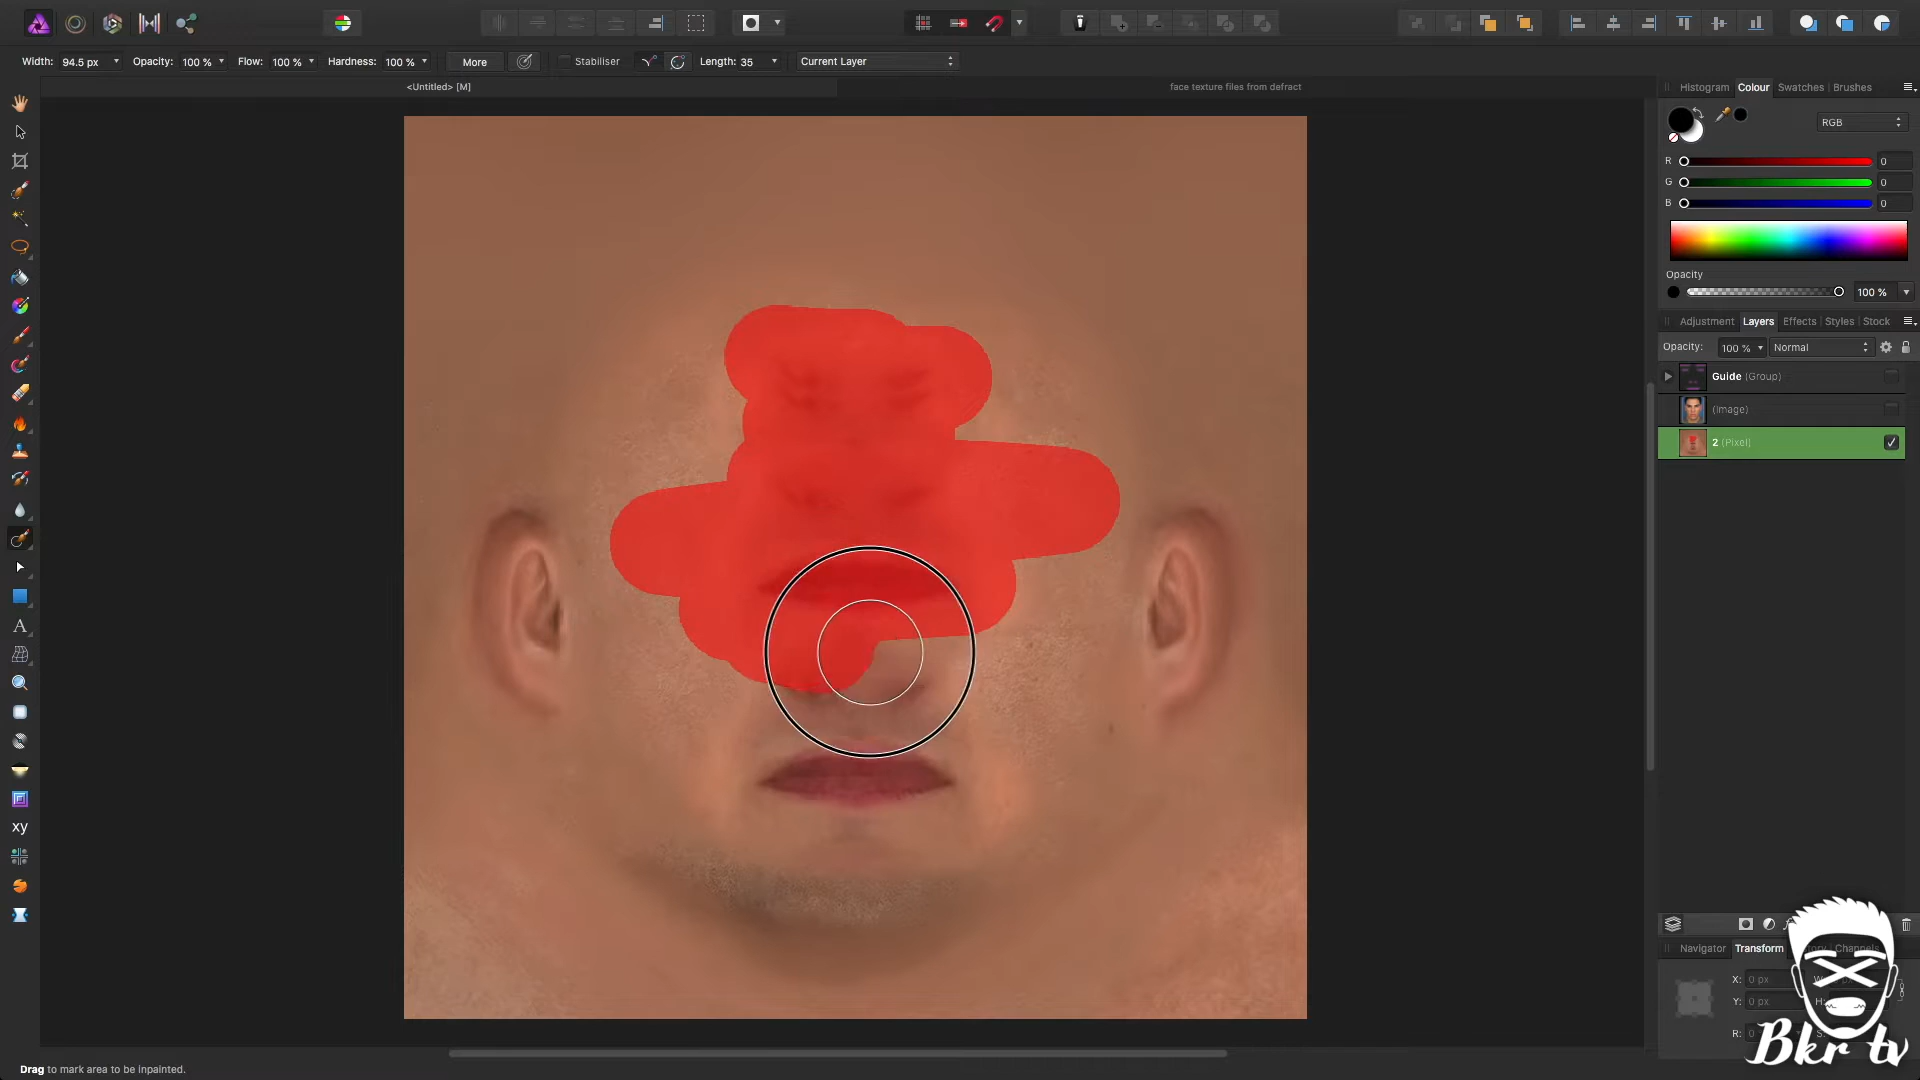 Width: 94.5 px Opacity: 100 % Flow: 100 % Hardness: 100 % More Stabiliser Length: 35 Current Layer
<Untitled> [M] face texture files from defract
Histogram Colour Swatches Brushes
RGB
R 0
G 0
B 0
Opacity
100 %
Adjustment Layers Effects Styles Stock
Opacity: 100 % Normal
Guide (Group)
(Image)
2 (Pixel)
A
xy
Navigator Transform Channels
X: 0 px
Y: 0 px
R:
Bkr tv
Drag to mark area to be inpainted.